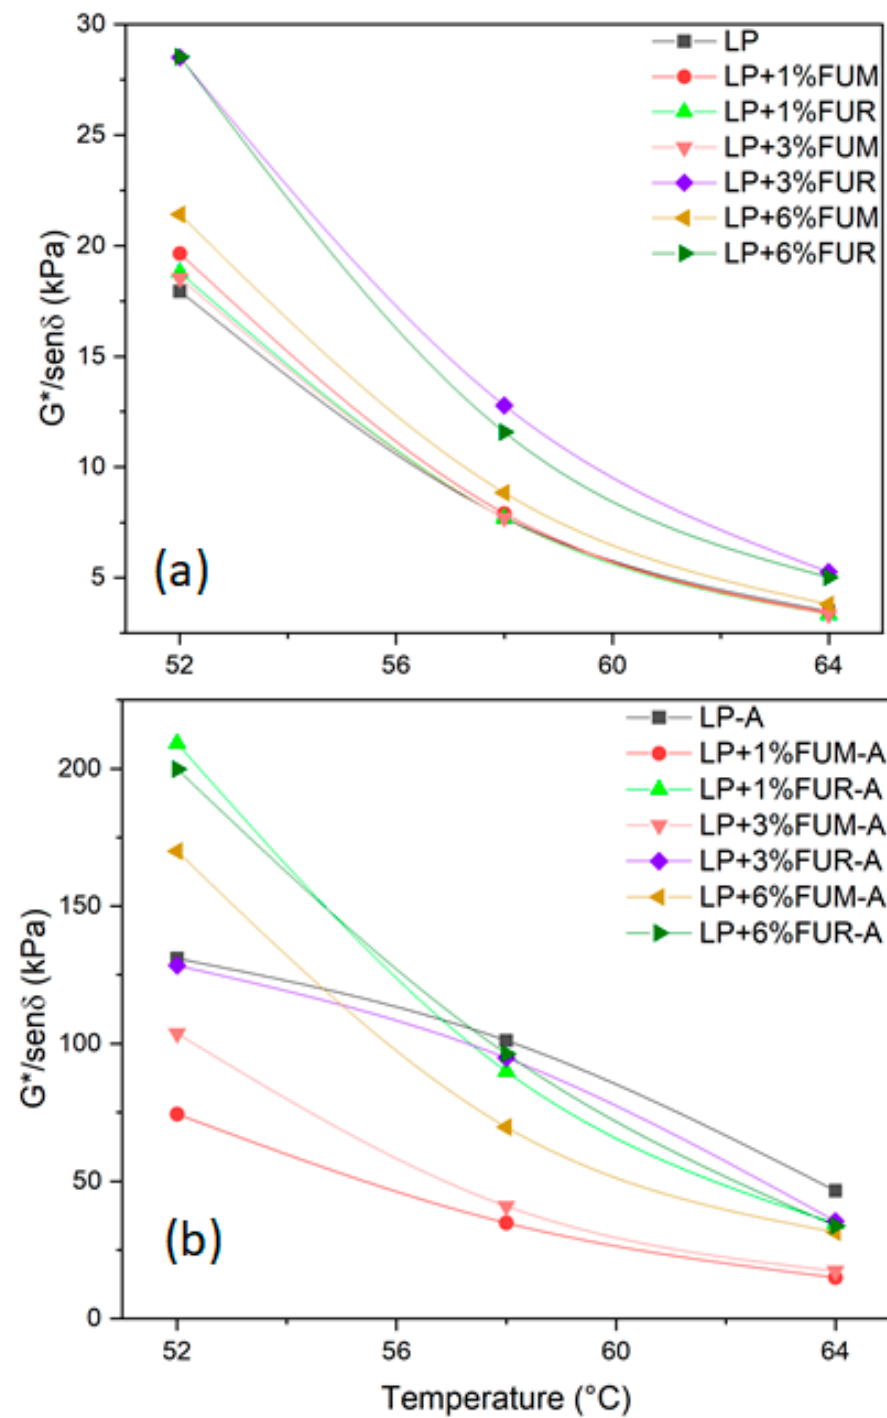 30
25
20
15
10
5
G*/senδ (kPa)
LP
LP+1%FUM
LP+1%FUR
LP+3%FUM
LP+3%FUR
LP+6%FUM
LP+6%FUR
(a)
52
56
60
64
200
150
100
50
0
G*/senδ (kPa)
LP-A
LP+1%FUM-A
LP+1%FUR-A
LP+3%FUM-A
LP+3%FUR-A
LP+6%FUM-A
LP+6%FUR-A
(b)
52
56
60
64
Temperature (°C)